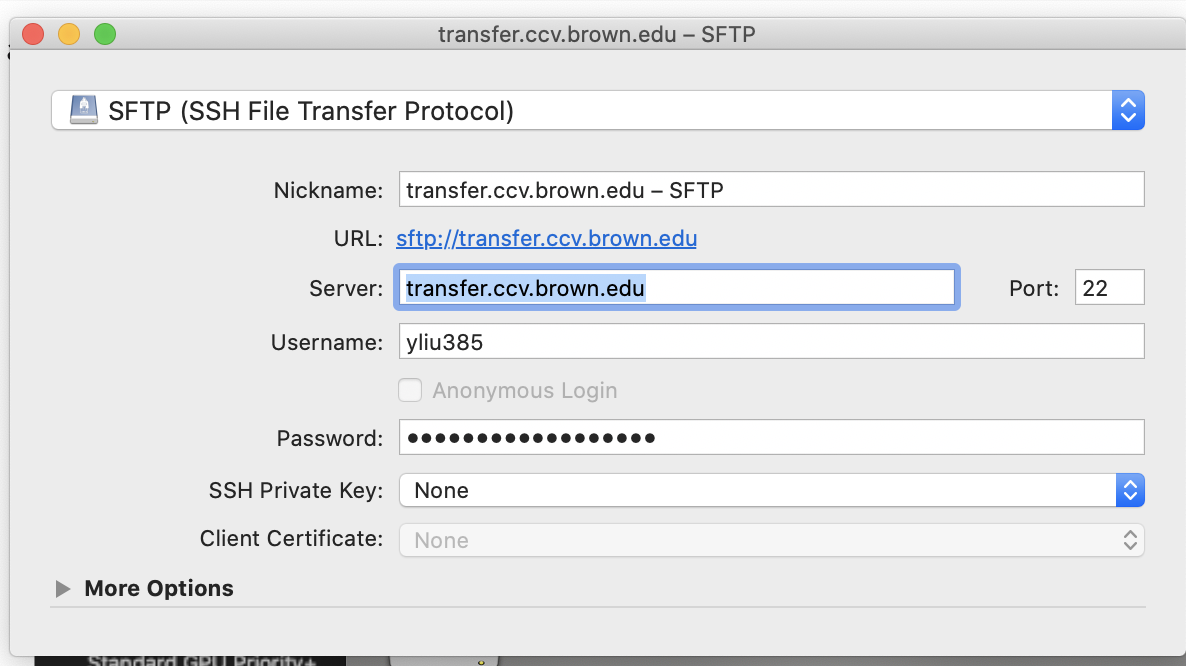 transfer.ccv.brown.edu – SFTP
SFTP (SSH File Transfer Protocol)
Nickname: transfer.ccv.brown.edu – SFTP
URL: sftp://transfer.ccv.brown.edu
Server: transfer.ccv.brown.edu Port: 22
Username: yliu385
Anonymous Login
Password: ••••••••••••••••••
SSH Private Key: None
Client Certificate: None
More Options
Standard GPU Priority+